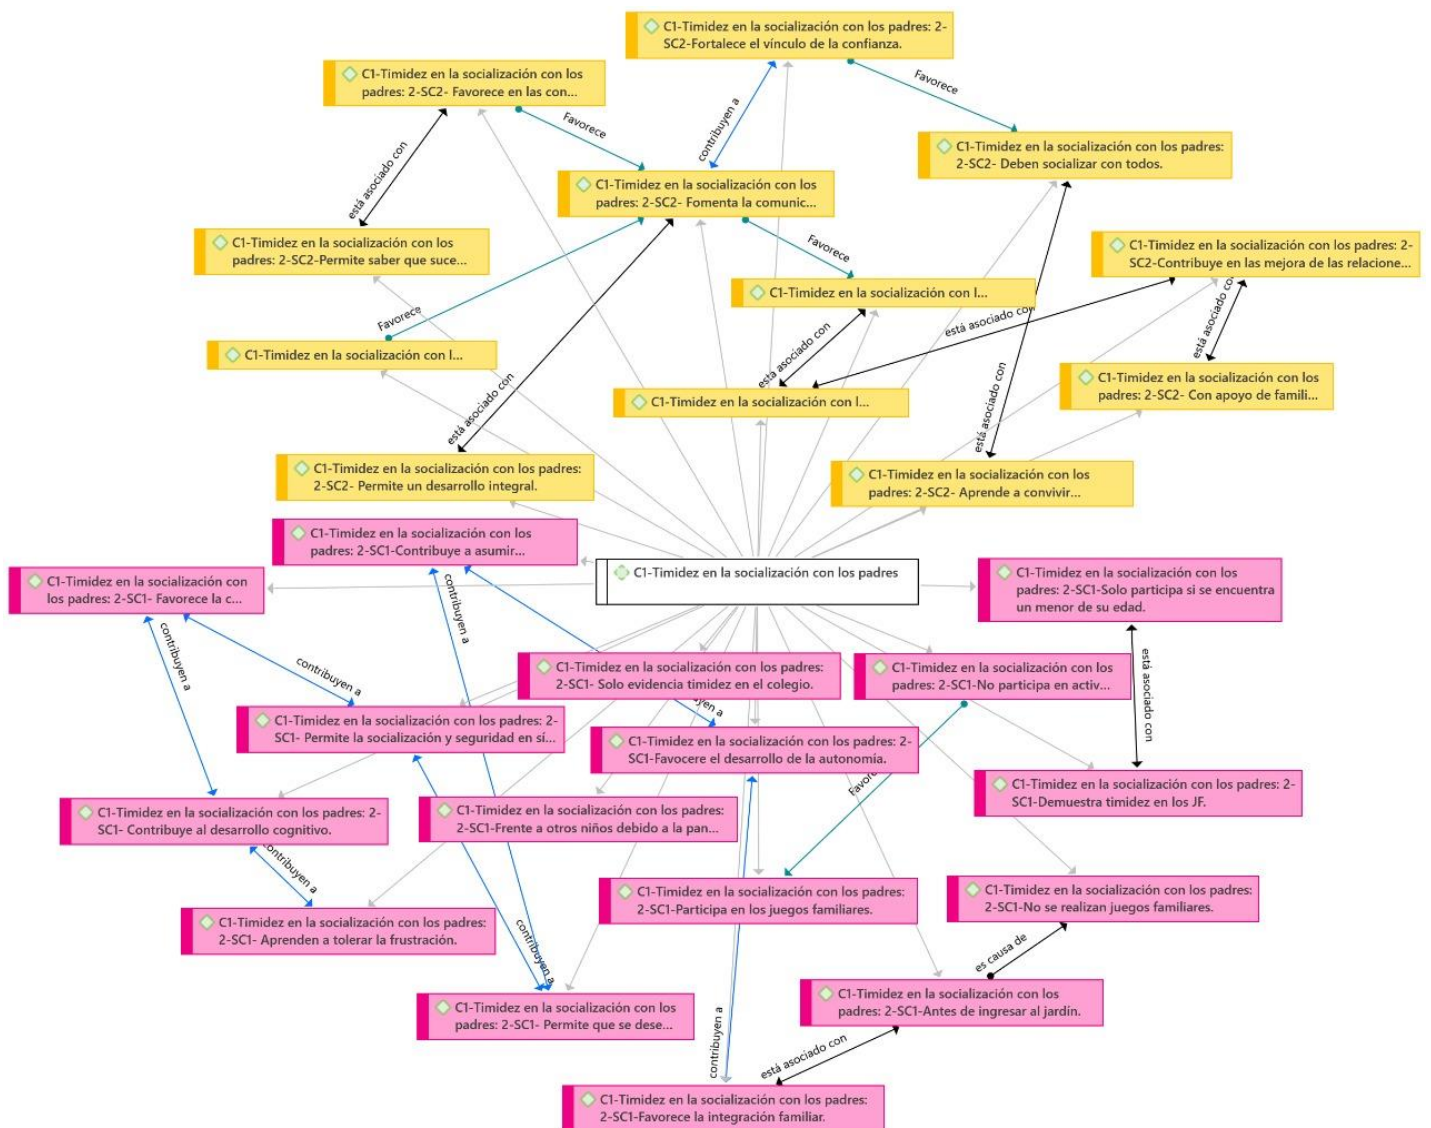 C1-Timidez en la socialización con los padres: 2-
SC2-Fortalece el vínculo de la confianza.
Favorece
C1-Timidez en la socialización con los
padres: 2-SC2- Favorece en las con...
Favorece
contribuyen a
C1-Timidez en la socialización con los padres:
2-SC2- Deben socializar con todos.
está asociado con
C1-Timidez en la socialización con los
padres: 2-SC2- Fomenta la comunic...
C1-Timidez en la socialización con los
padres: 2-SC2-Permite saber que suce...
Favorece
C1-Timidez en la socialización con los padres: 2-
SC2-Contribuye en las mejora de las relacione...
C1-Timidez en la socialización con l...
Favorece
está asociado con
está asociado con
está asociado con
C1-Timidez en la socialización con l...
está asociado con
C1-Timidez en la socialización con l...
C1-Timidez en la socialización con los
padres: 2-SC2- Con apoyo de famili...
está asociado con
C1-Timidez en la socialización con los padres:
2-SC2- Permite un desarrollo integral.
C1-Timidez en la socialización con los
padres: 2-SC2- Aprende a convivir...
C1-Timidez en la socialización con los
padres: 2-SC1-Contribuye a asumir...
C1-Timidez en la socialización con los padres
C1-Timidez en la socialización con
los padres: 2-SC1- Favorece la c...
contribuyen a
C1-Timidez en la socialización con los
padres: 2-SC1-Solo participa si se encuentra
un menor de su edad.
contribuyen a
contribuyen a
C1-Timidez en la socialización con los padres:
2-SC1- Solo evidencia timidez en el colegio.
C1-Timidez en la socialización con los
padres: 2-SC1-No participa en activ...
está asociado con
yen a
C1-Timidez en la socialización con los padres: 2-
SC1- Permite la socialización y seguridad en sí...
C1-Timidez en la socialización con los padres: 2-
SC1-Favocere el desarrollo de la autonomía.
Favorec
C1-Timidez en la socialización con los padres: 2-
SC1-Demuestra timidez en los JF.
C1-Timidez en la socialización con los padres: 2-
SC1- Contribuye al desarrollo cognitivo.
C1-Timidez en la socialización con los padres:
2-SC1-Frente a otros niños debido a la pan...
contribuyen a
C1-Timidez en la socialización con los padres:
2-SC1-Participa en los juegos familiares.
C1-Timidez en la socialización con los padres:
2-SC1-No se realizan juegos familiares.
C1-Timidez en la socialización con los padres:
2-SC1- Aprenden a tolerar la frustración.
contribuyen a
es causa de
C1-Timidez en la socialización con los
padres: 2-SC1- Permite que se dese...
C1-Timidez en la socialización con los
padres: 2-SC1-Antes de ingresar al jardín.
contribuyen a
está asociado con
C1-Timidez en la socialización con los padres:
2-SC1-Favorece la integración familiar.